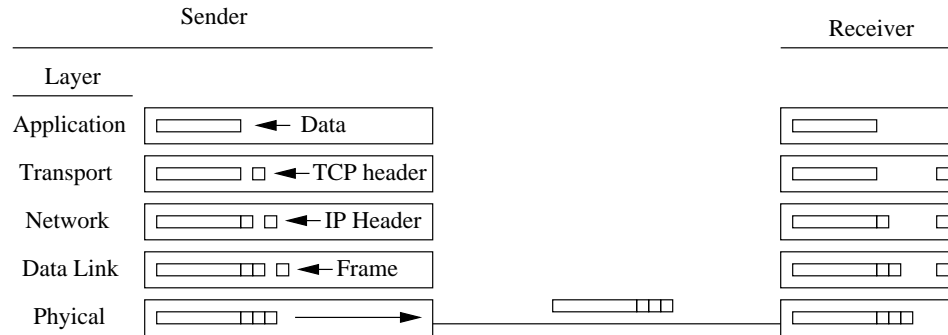 Sender
Receiver
Layer
Application
Data
Transport
TCP header
Network
IP Header
Data Link
Frame
Phyical